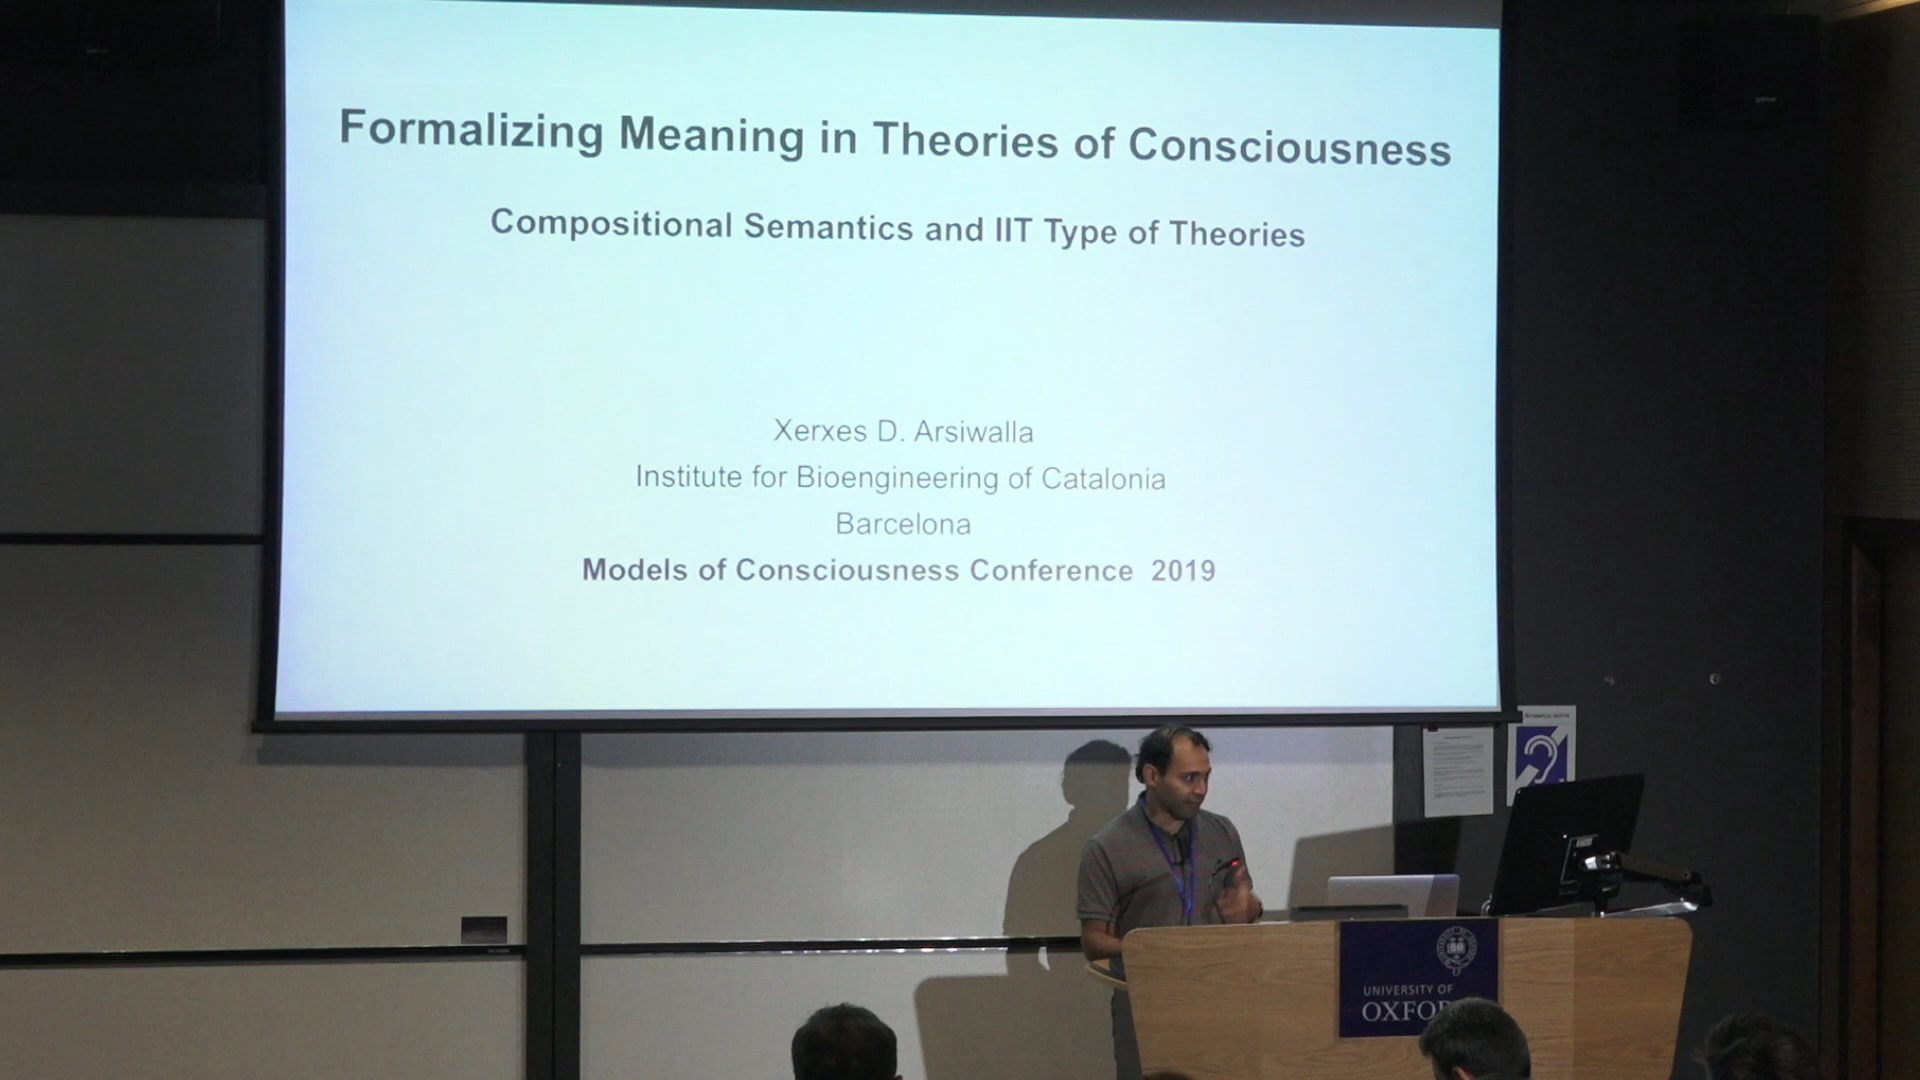 Formalizing Meaning in Theories of Consciousness
Compositional Semantics and IIT Type of Theories
Xerxes D. Arsiwalla
Institute for Bioengineering of Catalonia
Barcelona
Models of Consciousness Conference 2019
UNIVERSITY OF
OXFO